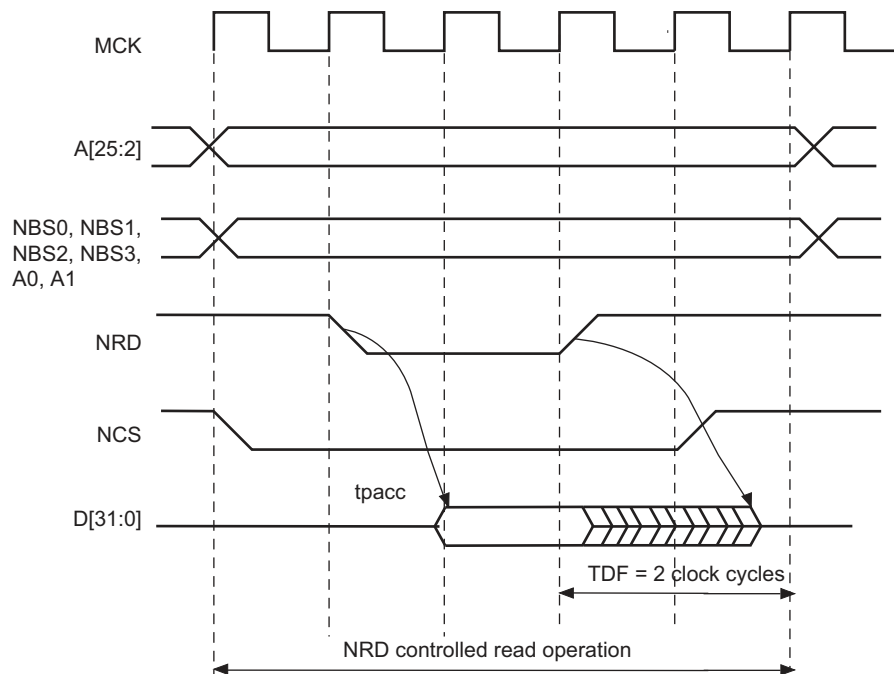 MCK
A[25:2]
NBS0, NBS1,
NBS2, NBS3,
A0, A1
NRD
NCS
tpacc
D[31:0]
TDF = 2 clock cycles
NRD controlled read operation